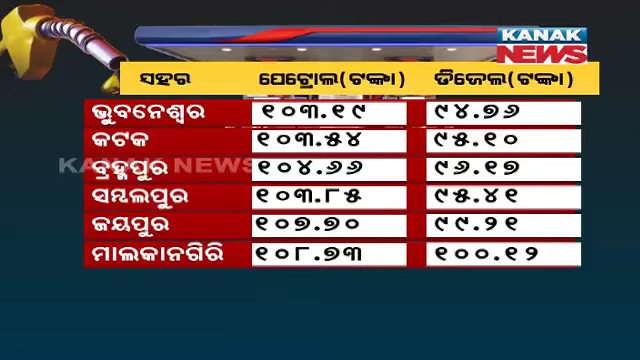 KANAK
NEWS
ସହର ପେଟ୍ରୋଲ(ଟଙ୍କା) ଡିଜେଲ(ଟଙ୍କା)
ଭୁବନେଶ୍ୱର ୧୦୩.୧୯ ୯୪.୭୬
କଟକ ୧୦୩.୫୪ ୯୫.୧୦
KANAK NEWS
ବ୍ରହ୍ମପୁର ୧୦୪.୬୬ ୯୬.୧୭
ସମ୍ବଲପୁର ୧୦୩.୮୫ ୯୫.୪୧
ଜୟପୁର ୧୦୭.୭୦ ୯୯.୨୧
ମାଲକାନଗିରି ୧୦୮.୭୩ ୧୦୦.୧୨